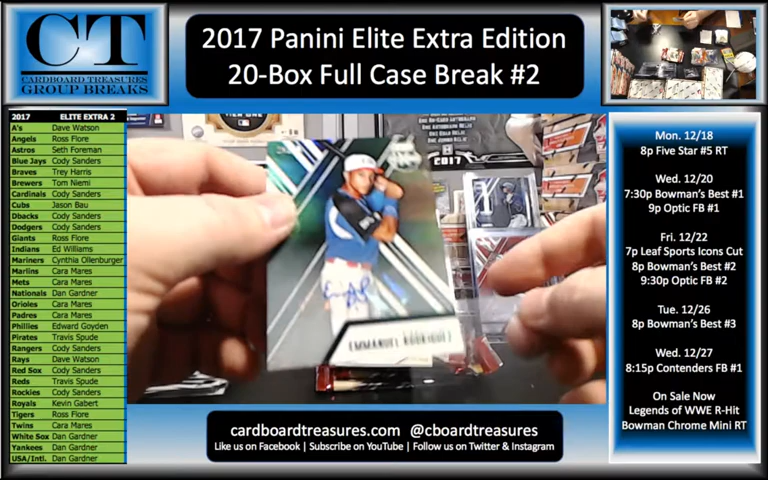 CT
CARDBOARD TREASURES
GROUP BREAKS
2017 Panini Elite Extra Edition
20-Box Full Case Break #2
2017 ELITE EXTRA 2
A's Dave Watson
Angels Ross Flore
Astros Seth Foreman
Blue Jays Cody Sanders
Braves Trey Harris
Brewers Tom Niemi
Cardinals Cody Sanders
Cubs Jason Bau
Dbacks Cody Sanders
Dodgers Cody Sanders
Giants Ross Flore
Indians Ed Williams
Mariners Cynthia Ollenburger
Marlins Cara Mares
Mets Cara Mares
Nationals Dan Gardner
Orioles Cara Mares
Padres Cara Mares
Phillies Edward Goyden
Pirates Travis Spude
Rangers Cody Sanders
Rays Dave Watson
Red Sox Cody Sanders
Reds Travis Spude
Rockies Cody Sanders
Royals Kevin Gabert
Tigers Ross Flore
Twins Cara Mares
White Sox Dan Gardner
Yankees Dan Gardner
USA/Intl. Dan Gardner
2017
EMMANUEL RODRIGUEZ
Mon. 12/18
8p Five Star #5 RT
Wed. 12/20
7:30p Bowman's Best #1
9p Optic FB #1
Fri. 12/22
7p Leaf Sports Icons Cut
8p Bowman's Best #2
9:30p Optic FB #2
Tue. 12/26
8p Bowman's Best #3
Wed. 12/27
8:15p Contenders FB #1
On Sale Now
Legends of WWE R-Hit
Bowman Chrome Mini RT
cardboardtreasures.com @cboardtreasures
Like us on Facebook | Subscribe on YouTube | Follow us on Twitter & Instagram